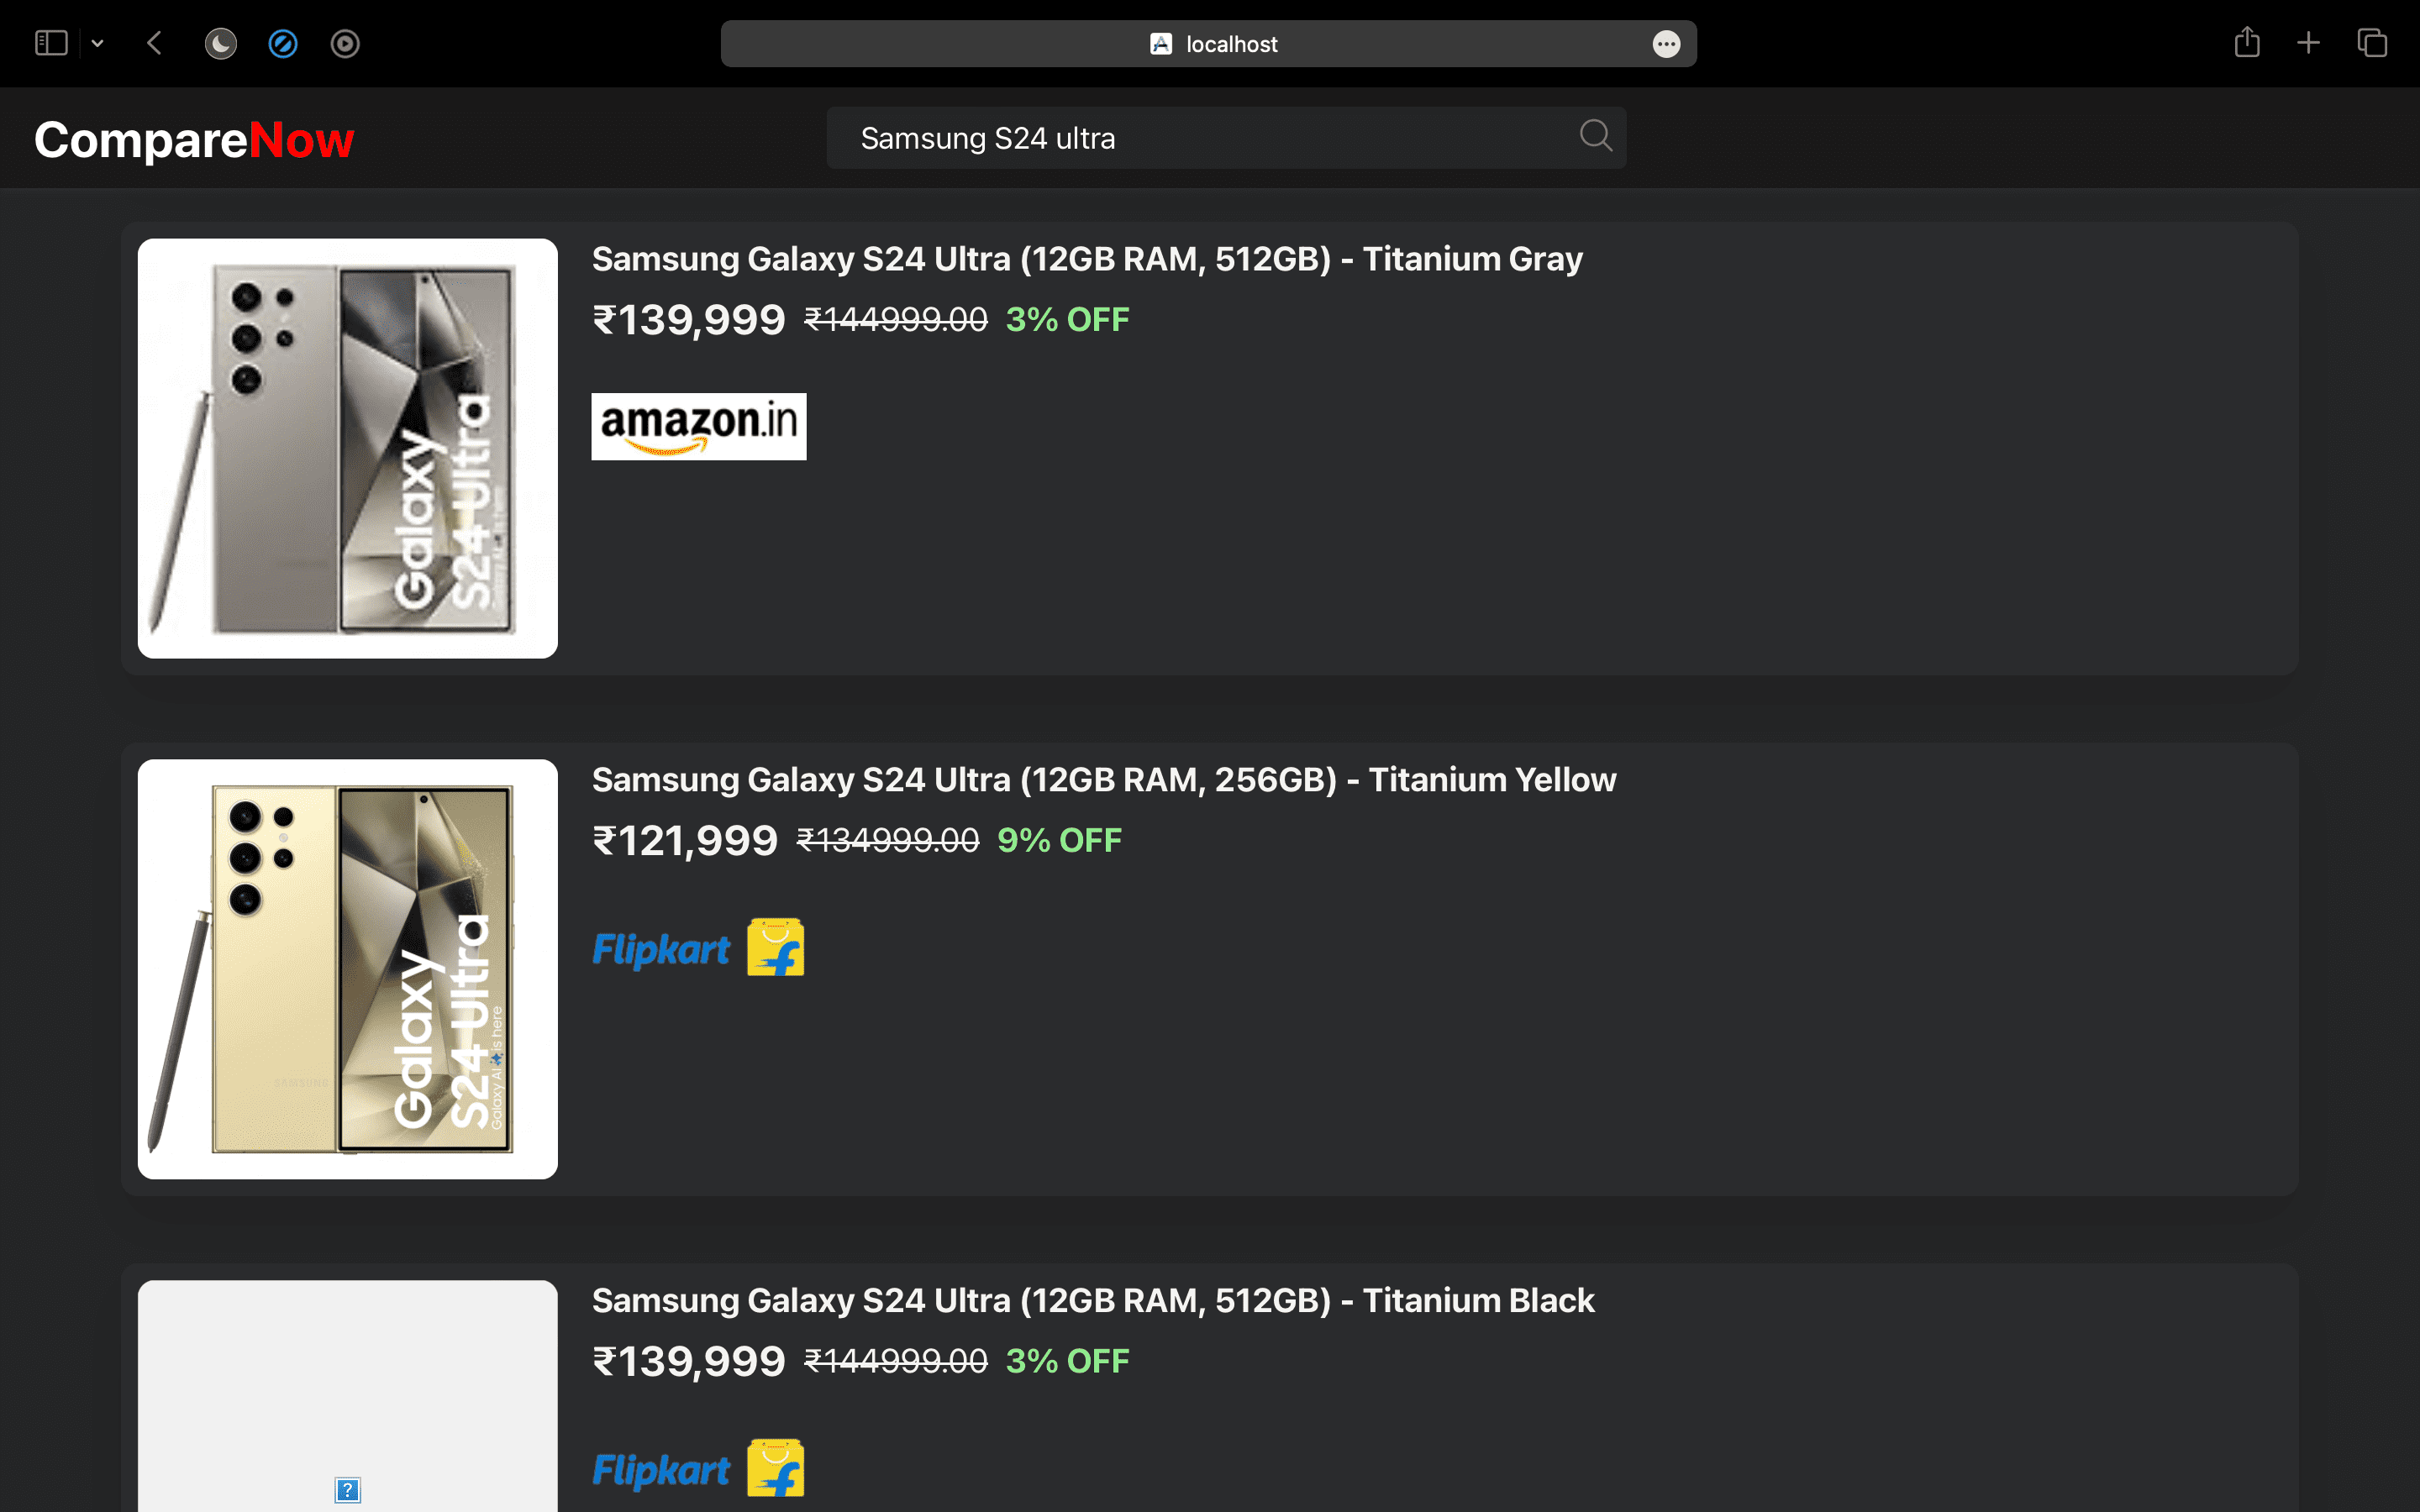 localhost
CompareNow
Samsung S24 ultra
Samsung Galaxy S24 Ultra (12GB RAM, 512GB) - Titanium Gray
₹139,999 ₹144999.00 3% OFF
amazon.in
Galaxy
S24 Ultra
Samsung Galaxy S24 Ultra (12GB RAM, 256GB) - Titanium Yellow
₹121,999 ₹134999.00 9% OFF
Flipkart
Galaxy
S24 Ultra
Galaxy AI is here
SAMSUNG
Samsung Galaxy S24 Ultra (12GB RAM, 512GB) - Titanium Black
₹139,999 ₹144999.00 3% OFF
Flipkart